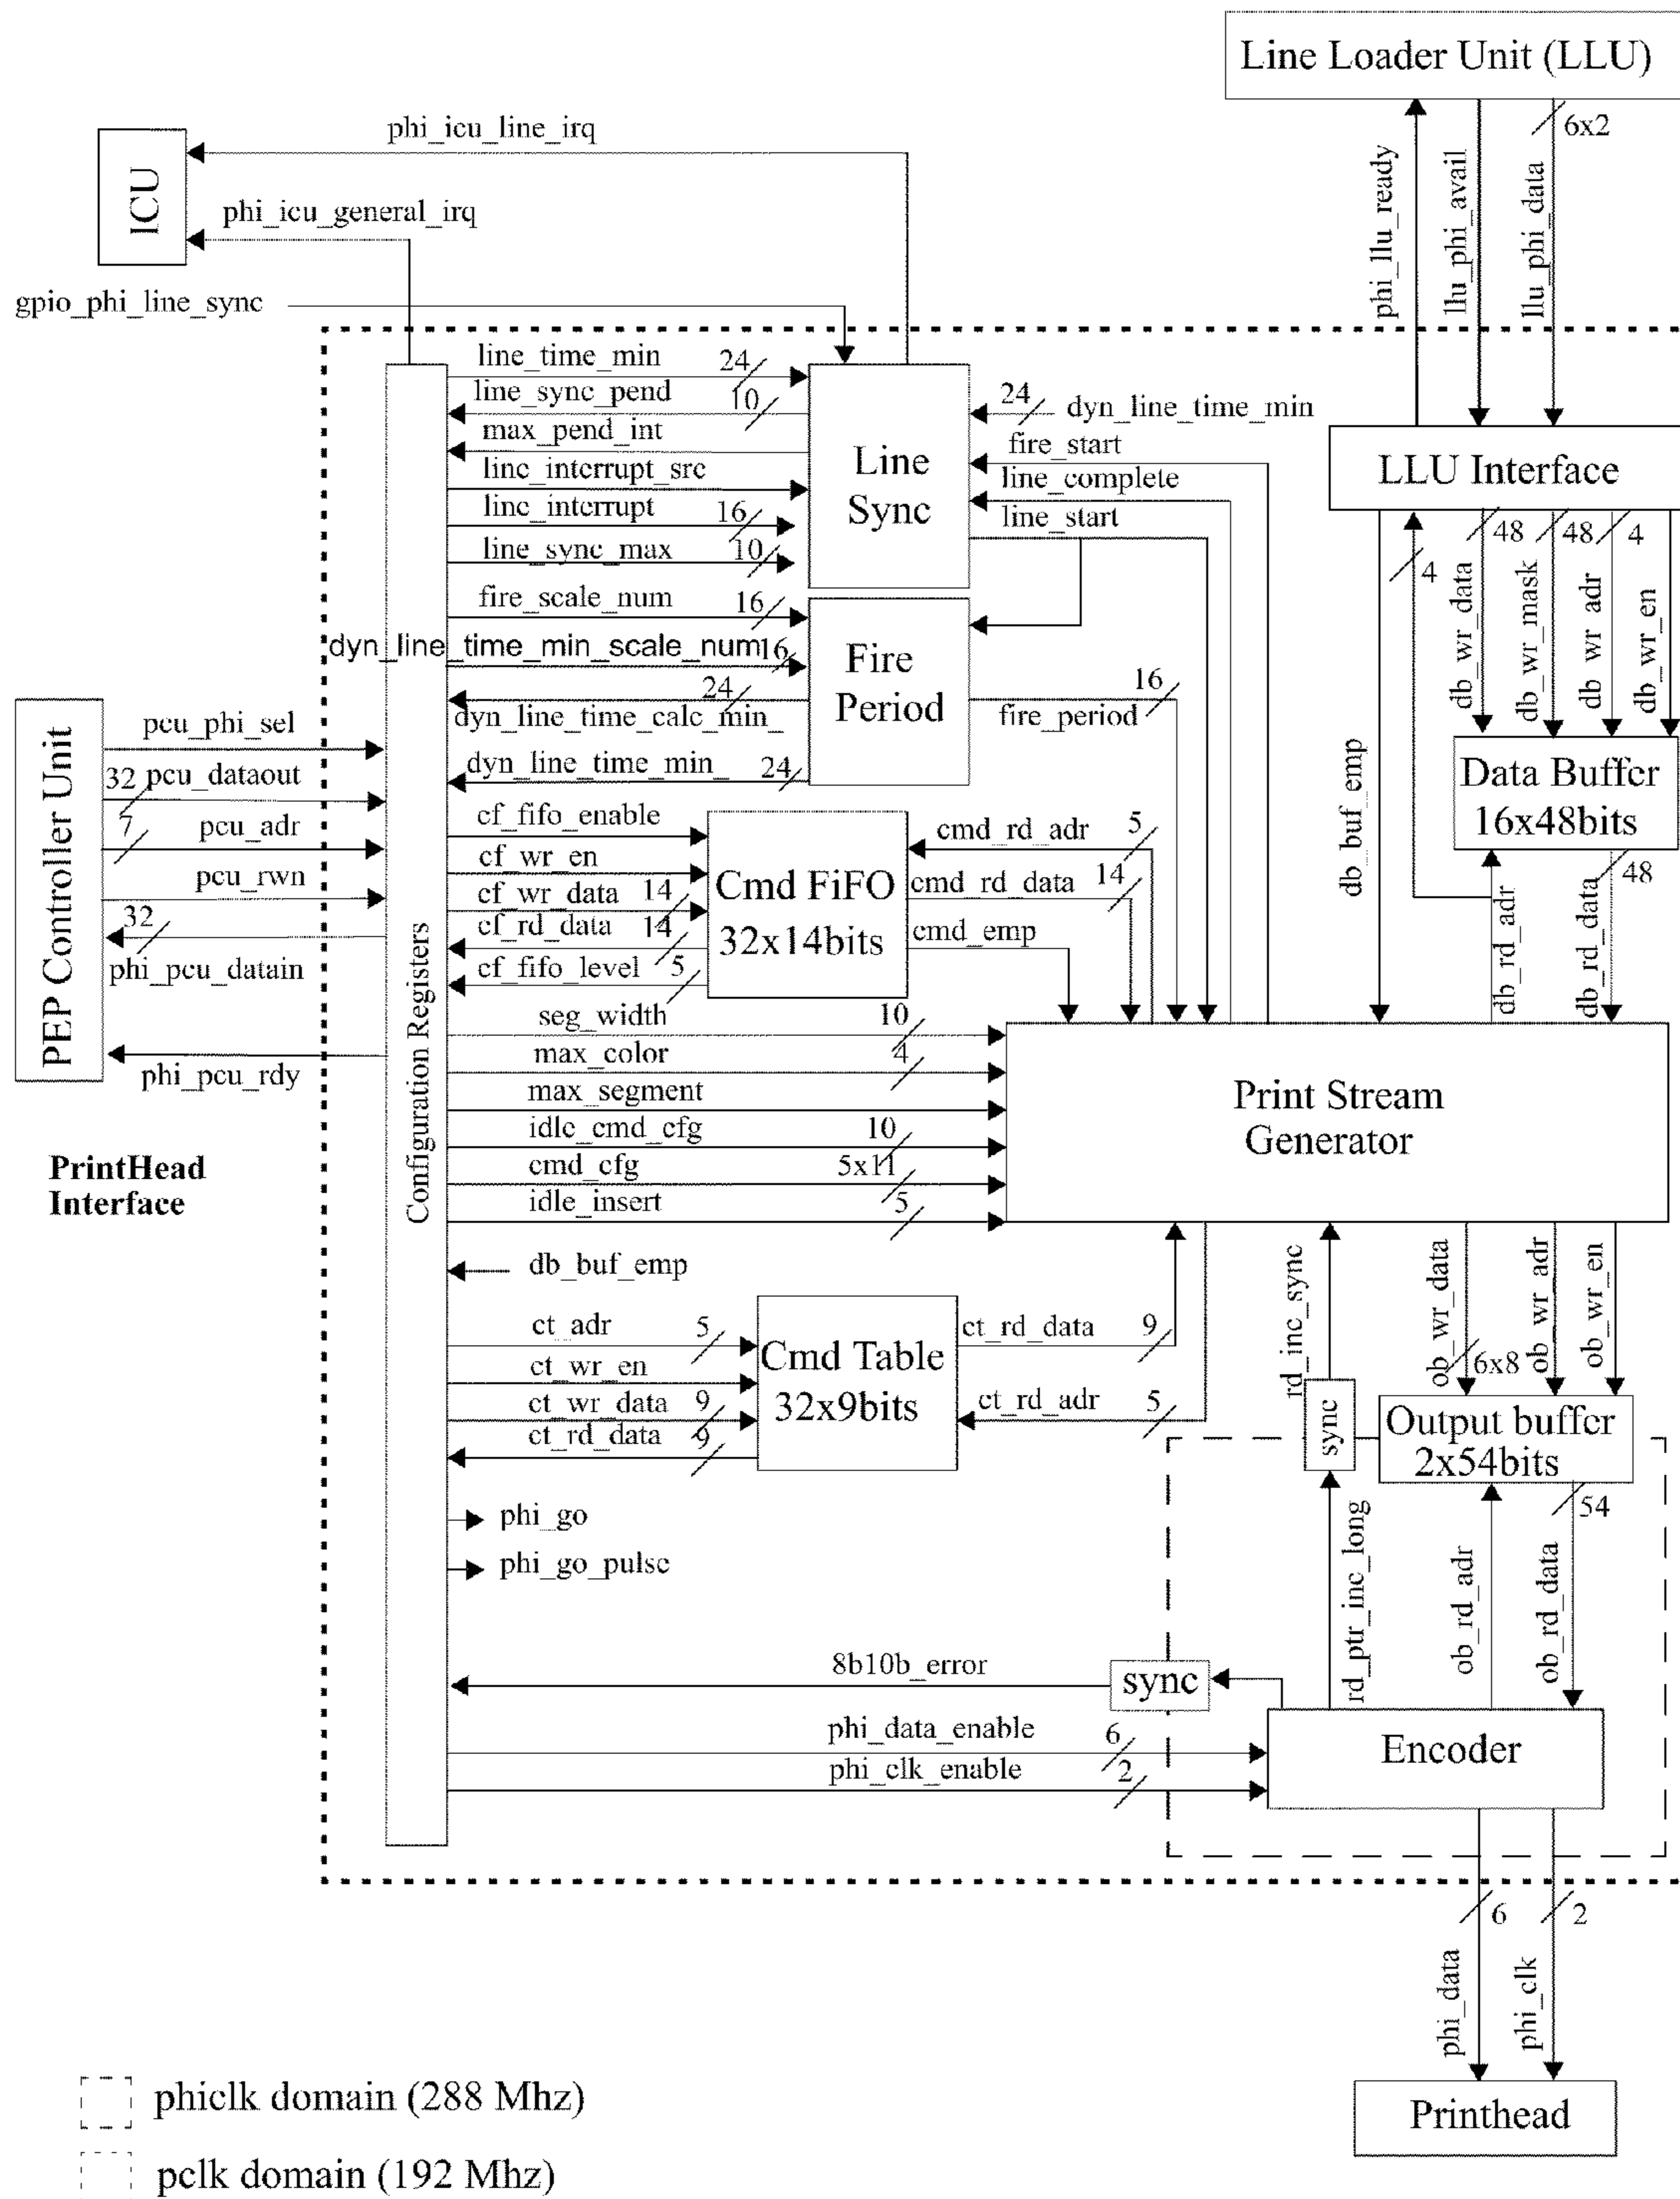 Line Loader Unit (LLU)
6x2
phi_llu_ready
llu_phi_avail
llu_phi_data
ICU
phi_icu_line_irq
phi_icu_general_irq
gpio_phi_line_sync
line_time_min 24
line_sync_pend 10
max_pend_int
line_interrupt_src
line_interrupt 16
line_sync_max 10
Line
Sync
24 dyn_line_time_min
fire_start
line_complete
line_start
LLU Interface
4
48
48
4
db_wr_data
db_wr_mask
db_wr_adr
db_wr_en
fire_scale_num 16
dyn_line_time_min_scale_num 16
24
dyn_line_time_calc_min_
dyn_line_time_min_ 24
Fire
Period
16
fire_period
db_buf_emp
Data Buffer
16x48bits
48
db_rd_adr
db_rd_data
PEP Controller Unit
pcu_phi_sel
32 pcu_dataout
7 pcu_adr
pcu_rwn
32
phi_pcu_datain
phi_pcu_rdy
PrintHead
Interface
Configuration Registers
cf_fifo_enable
cf_wr_en
cf_wr_data 14
cf_rd_data 14
cf_fifo_level 5
Cmd FiFO
32x14bits
cmd_rd_adr 5
cmd_rd_data 14
cmd_emp
seg_width 10
max_color 4
max_segment
idle_cmd_cfg 10
cmd_cfg 5x11
idle_insert 5
Print Stream
Generator
db_buf_emp
ct_adr 5
ct_wr_en
ct_wr_data 9
ct_rd_data 9
Cmd Table
32x9bits
ct_rd_data 9
ct_rd_adr 5
rd_inc_sync
ob_wr_data
6x8
ob_wr_adr
ob_wr_en
sync
Output buffer
2x54bits
54
phi_go
phi_go_pulse
rd_ptr_inc_long
ob_rd_adr
ob_rd_data
8b10b_error
sync
phi_data_enable 6
phi_clk_enable 2
Encoder
6
2
phi_data
phi_clk
Printhead
phiclk domain (288 Mhz)
pclk domain (192 Mhz)